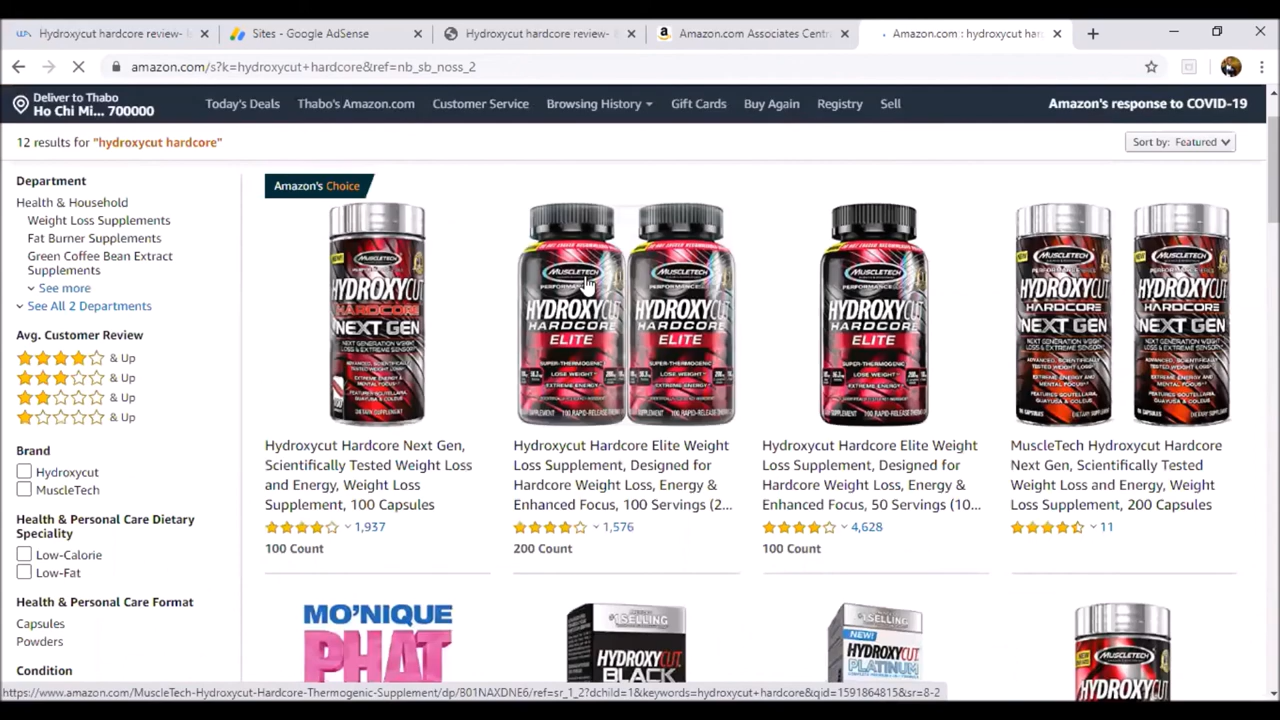 Hydroxycut hardcore review-
Sites - Google AdSense
Hydroxycut hardcore review-
Amazon.com Associates Centr
Amazon.com : hydroxycut har
amazon.com/s?k=hydroxycut+hardcore&ref=nb_sb_noss_2
Deliver to Thabo
Ho Chi Mi... 700000
Today's Deals
Thabo's Amazon.com
Customer Service
Browsing History
Gift Cards
Buy Again
Registry
Sell
Amazon's response to COVID-19
12 results for "hydroxycut hardcore"
Sort by: Featured
Department
Health & Household
Weight Loss Supplements
Fat Burner Supplements
Green Coffee Bean Extract
Supplements
See more
See All 2 Departments
Avg. Customer Review
& Up
& Up
& Up
& Up
Brand
Hydroxycut
MuscleTech
Health & Personal Care Dietary
Speciality
Low-Calorie
Low-Fat
Health & Personal Care Format
Capsules
Powders
Condition
Amazon's Choice
HYDROXYCUT
HARDCORE
NEXT GEN
MUSCLETECH
HYDROXYCUT
HARDCORE
ELITE
MUSCLETECH
HYDROXYCUT
HARDCORE
ELITE
MUSCLETECH
HYDROXYCUT
HARDCORE
ELITE
HYDROXYCUT
HARDCORE
NEXT GEN
HYDROXYCUT
HARDCORE
NEXT GEN
Hydroxycut Hardcore Next Gen,
Scientifically Tested Weight Loss
and Energy, Weight Loss
Supplement, 100 Capsules
1,937
100 Count
Hydroxycut Hardcore Elite Weight
Loss Supplement, Designed for
Hardcore Weight Loss, Energy &
Enhanced Focus, 100 Servings (2...
1,576
200 Count
Hydroxycut Hardcore Elite Weight
Loss Supplement, Designed for
Hardcore Weight Loss, Energy &
Enhanced Focus, 50 Servings (10...
4,628
100 Count
MuscleTech Hydroxycut Hardcore
Next Gen, Scientifically Tested
Weight Loss and Energy, Weight
Loss Supplement, 200 Capsules
11
MO'NIQUE
PHAT
#1 SELLING
HYDROXYCUT
BLACK
#1 SELLING
NEW!
HYDROXYCUT
PLATINUM
MUSCLETECH
HYDROXYCUT
https://www.amazon.com/MuscleTech-Hydroxycut-Hardcore-Thermogenic-Supplement/dp/B01NAXDNE6/ref=sr_1_2?dchild=1&keywords=hydroxycut+hardcore&qid=1591864815&sr=8-2